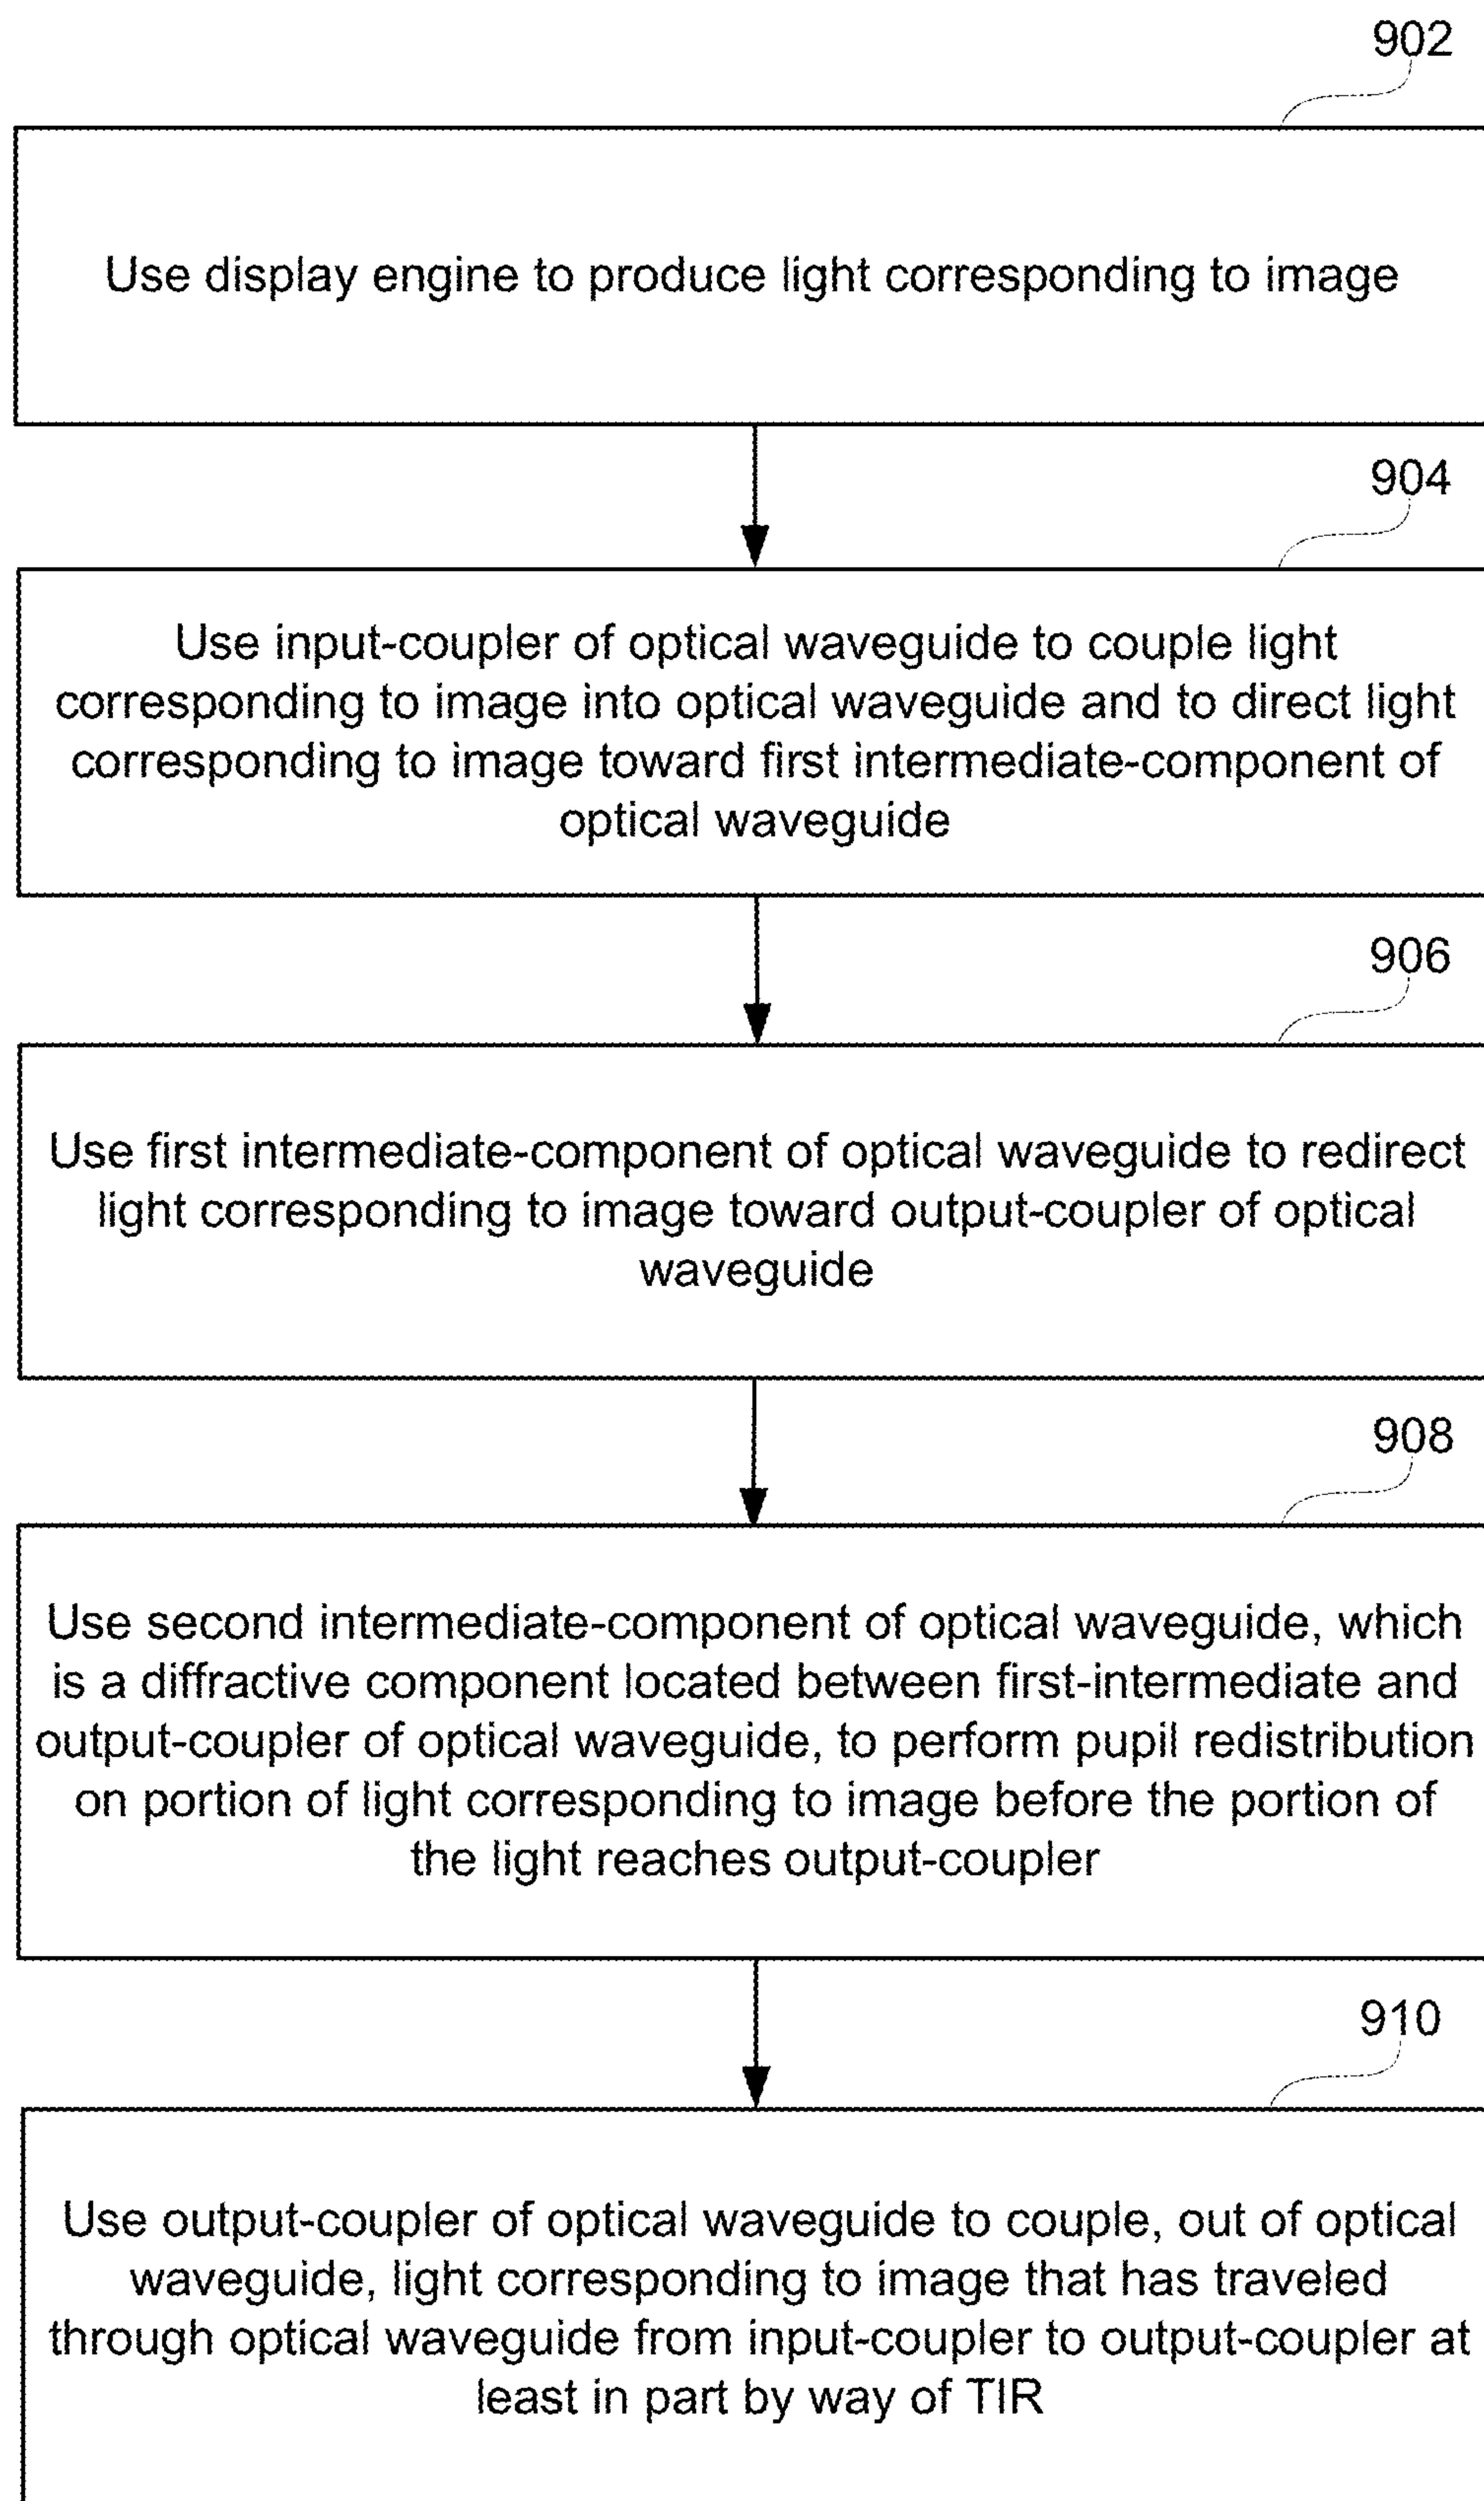 902
Use display engine to produce light corresponding to image
904
Use input-coupler of optical waveguide to couple light
corresponding to image into optical waveguide and to direct light
corresponding to image toward first intermediate-component of
optical waveguide
906
Use first intermediate-component of optical waveguide to redirect
light corresponding to image toward output-coupler of optical
waveguide
908
Use second intermediate-component of optical waveguide, which
is a diffractive component located between first-intermediate and
output-coupler of optical waveguide, to perform pupil redistribution
on portion of light corresponding to image before the portion of
the light reaches output-coupler
910
Use output-coupler of optical waveguide to couple, out of optical
waveguide, light corresponding to image that has traveled
through optical waveguide from input-coupler to output-coupler at
least in part by way of TIR